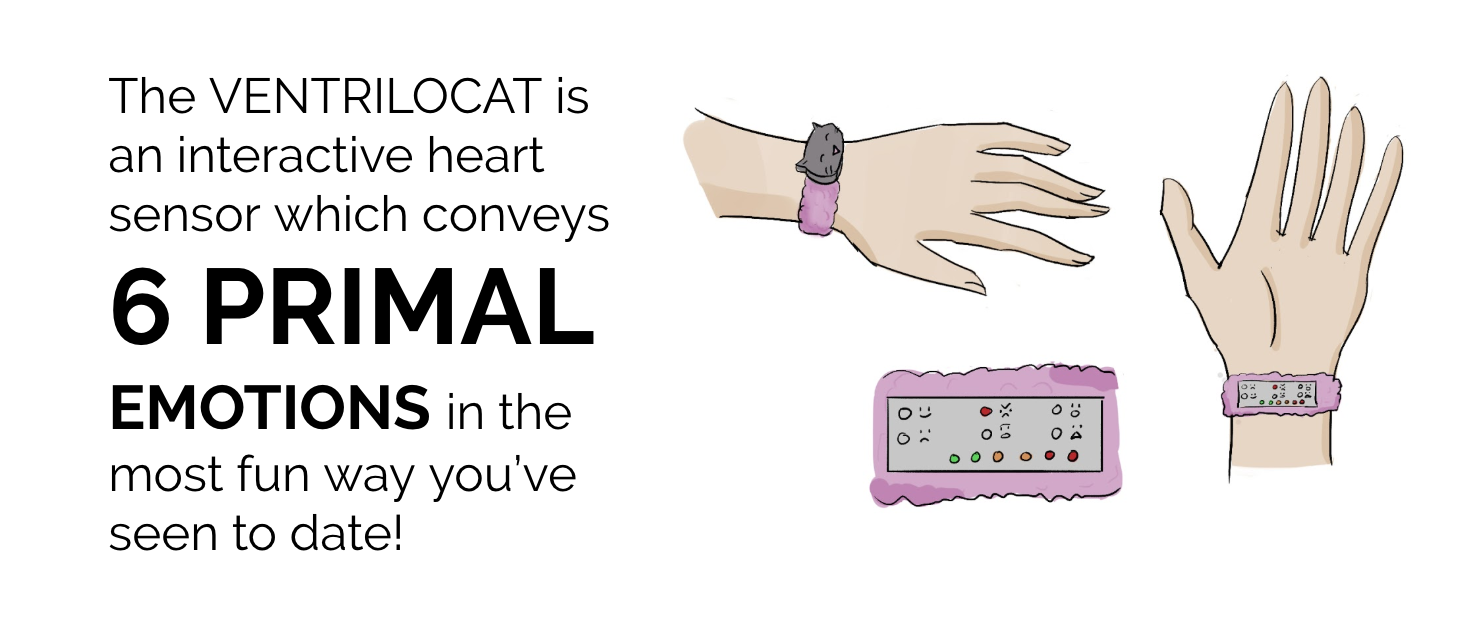 The VENTRILOCAT is
an interactive heart
sensor which conveys
6 PRIMAL
EMOTIONS in the
most fun way you’ve
seen to date!